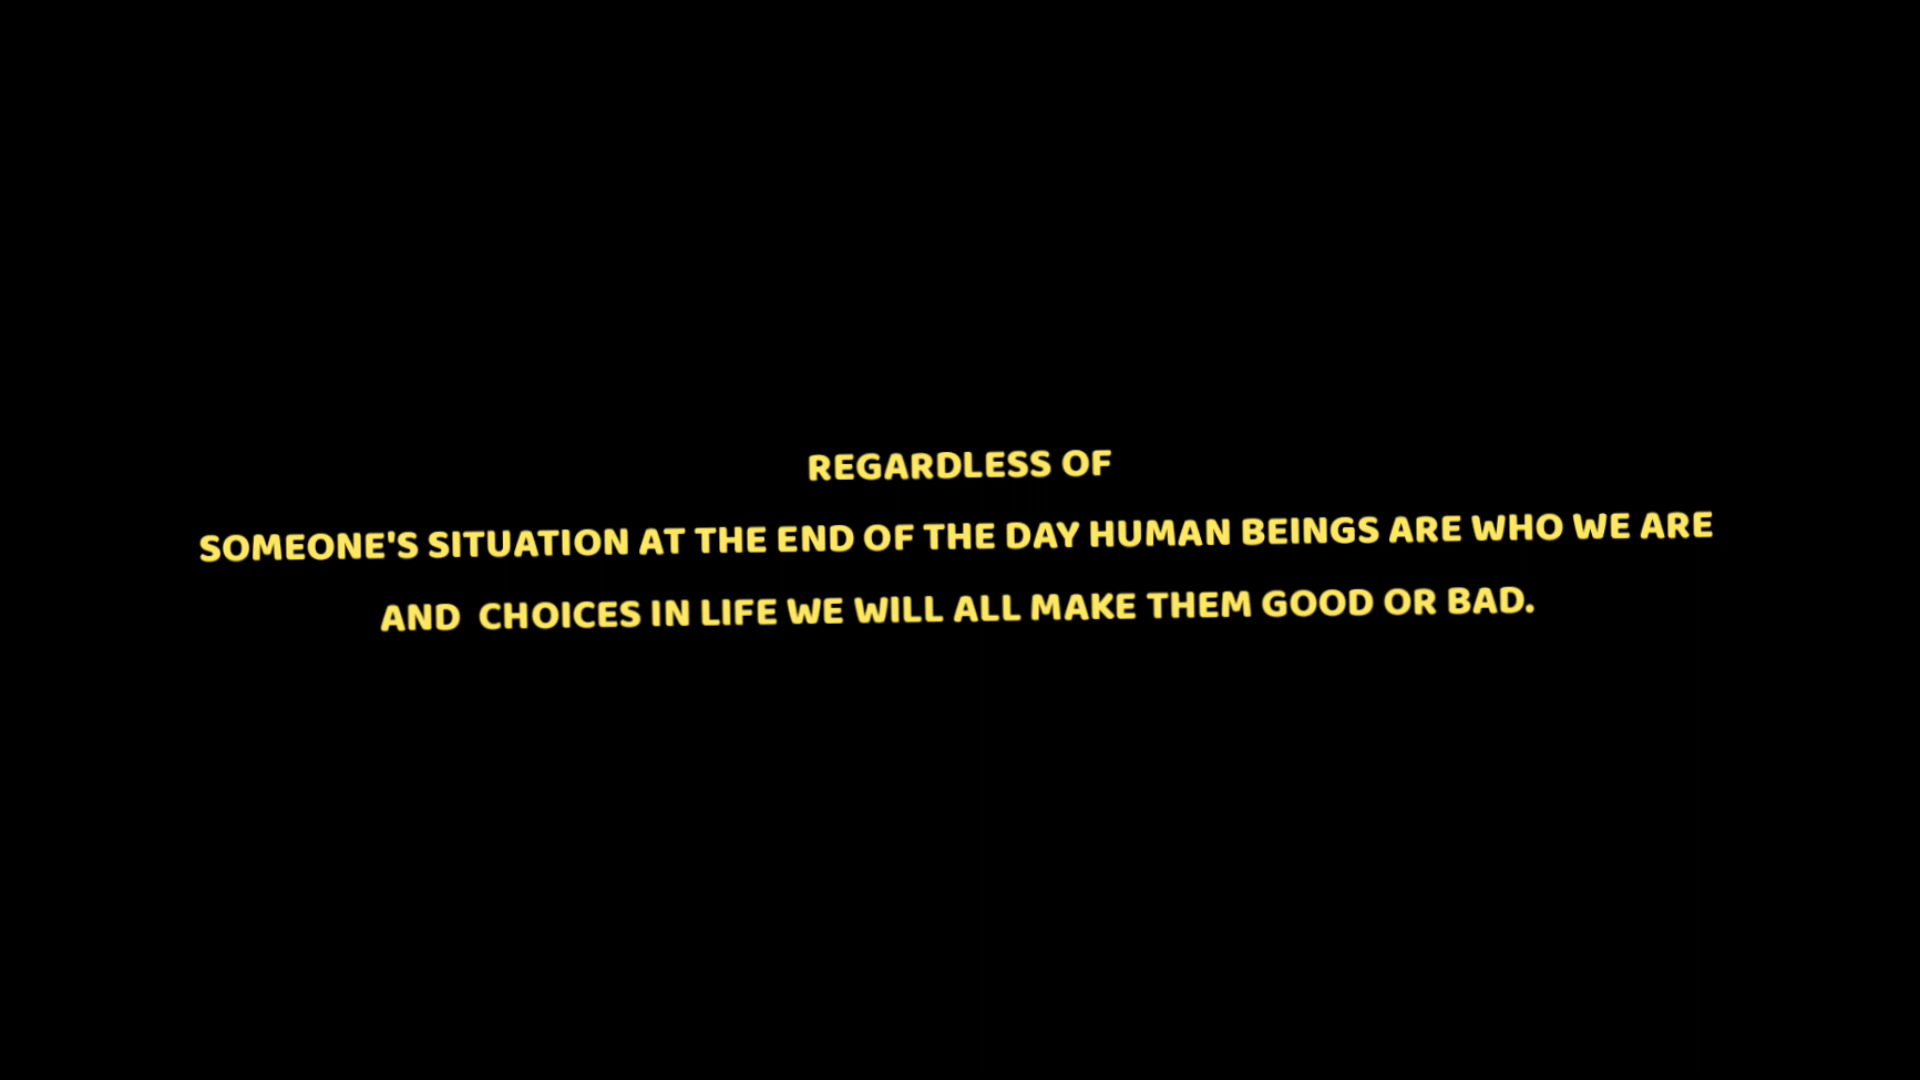 REGARDLESS OF
SOMEONE'S SITUATION AT THE END OF THE DAY HUMAN BEINGS ARE WHO WE ARE
AND  CHOICES IN LIFE WE WILL ALL MAKE THEM GOOD OR BAD.